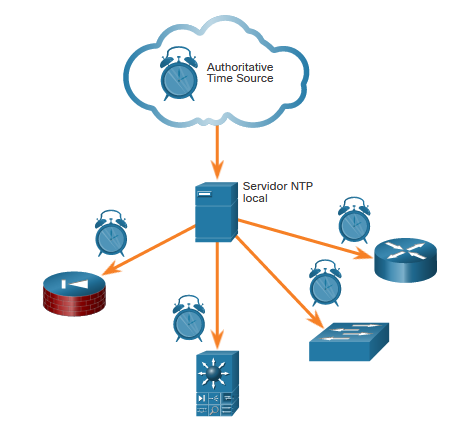 Authoritative
Time Source
Servidor NTP
local